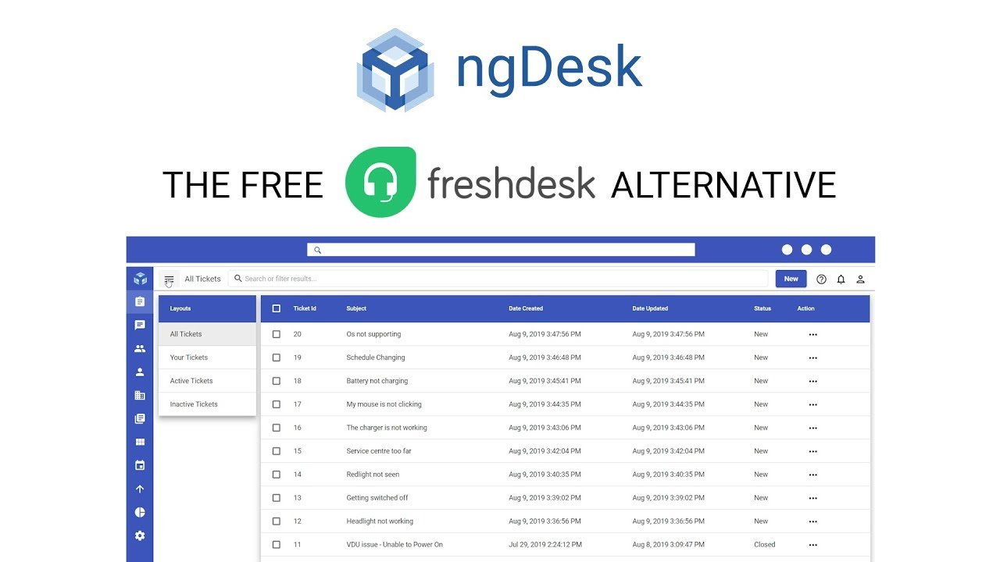 ngDesk
THE FREE freshdesk ALTERNATIVE
All Tickets Search or filter results... New
Layouts
All Tickets
Your Tickets
Active Tickets
Inactive Tickets
Ticket Id Subject Date Created Date Updated Status Action
20 Os not supporting Aug 9, 2019 3:47:56 PM Aug 9, 2019 3:47:56 PM New
19 Schedule Changing Aug 9, 2019 3:46:48 PM Aug 9, 2019 3:46:48 PM New
18 Battery not charging Aug 9, 2019 3:45:41 PM Aug 9, 2019 3:45:41 PM New
17 My mouse is not clicking Aug 9, 2019 3:44:35 PM Aug 9, 2019 3:44:35 PM New
16 The charger is not working Aug 9, 2019 3:43:06 PM Aug 9, 2019 3:43:06 PM New
15 Service centre too far Aug 9, 2019 3:42:04 PM Aug 9, 2019 3:42:04 PM New
14 Redlight not seen Aug 9, 2019 3:40:35 PM Aug 9, 2019 3:40:35 PM New
13 Getting switched off Aug 9, 2019 3:39:02 PM Aug 9, 2019 3:39:02 PM New
12 Headlight not working Aug 9, 2019 3:36:56 PM Aug 9, 2019 3:36:56 PM New
11 VDU issue - Unable to Power On Jul 29, 2019 2:24:12 PM Aug 8, 2019 3:09:47 PM Closed